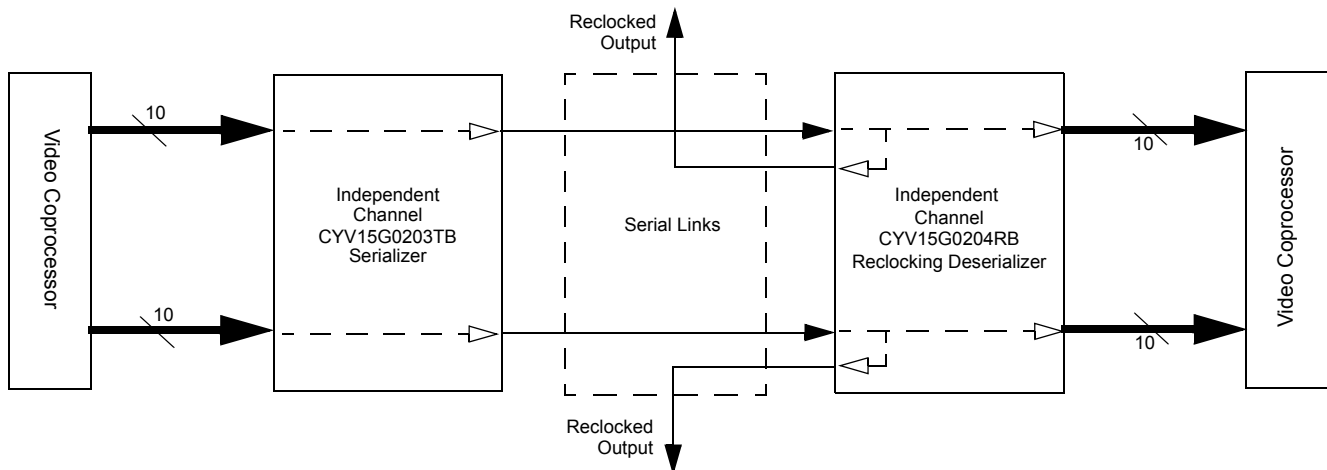 Reclocked
Output
10
10
Video Coprocessor
Independent
Channel
CYV15G0203TB
Serializer
Serial Links
Independent
Channel
CYV15G0204RB
Reclocking Deserializer
Video Coprocessor
10
10
Reclocked
Output